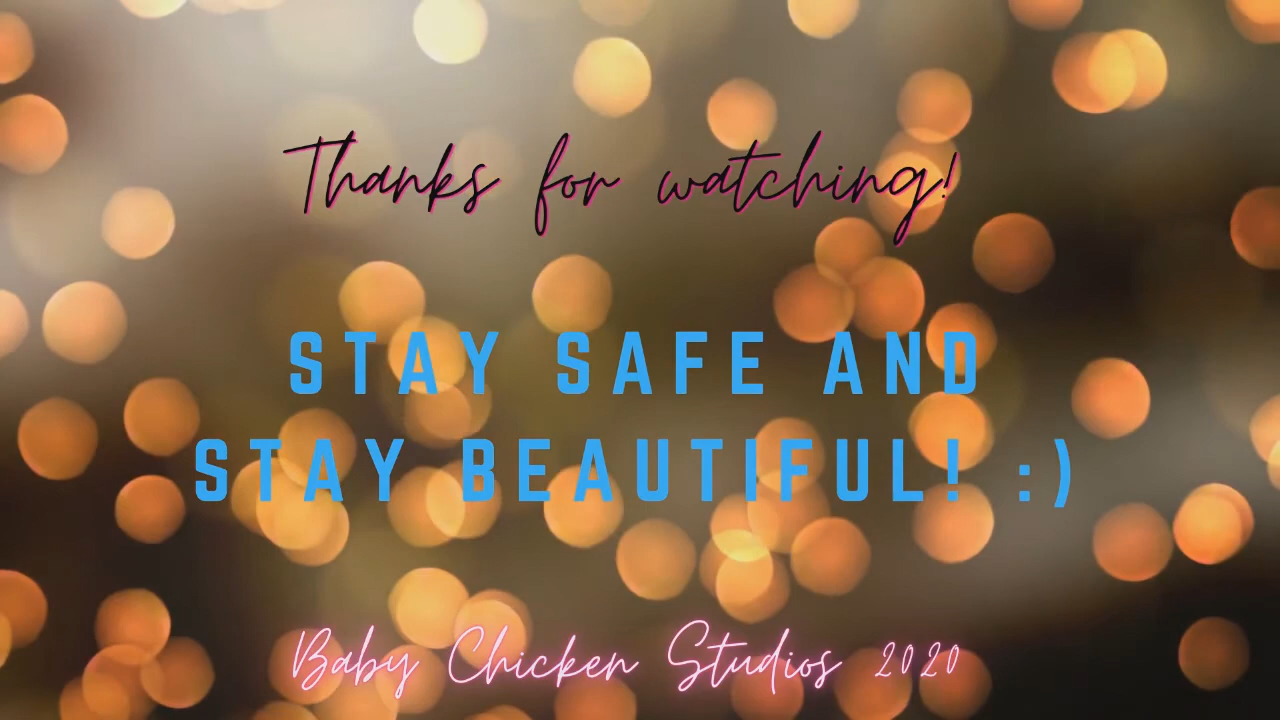 Thanks for watching!
STAY SAFE AND
STAY BEAUTIFUL! :)
Baby Chicken Studios 2020